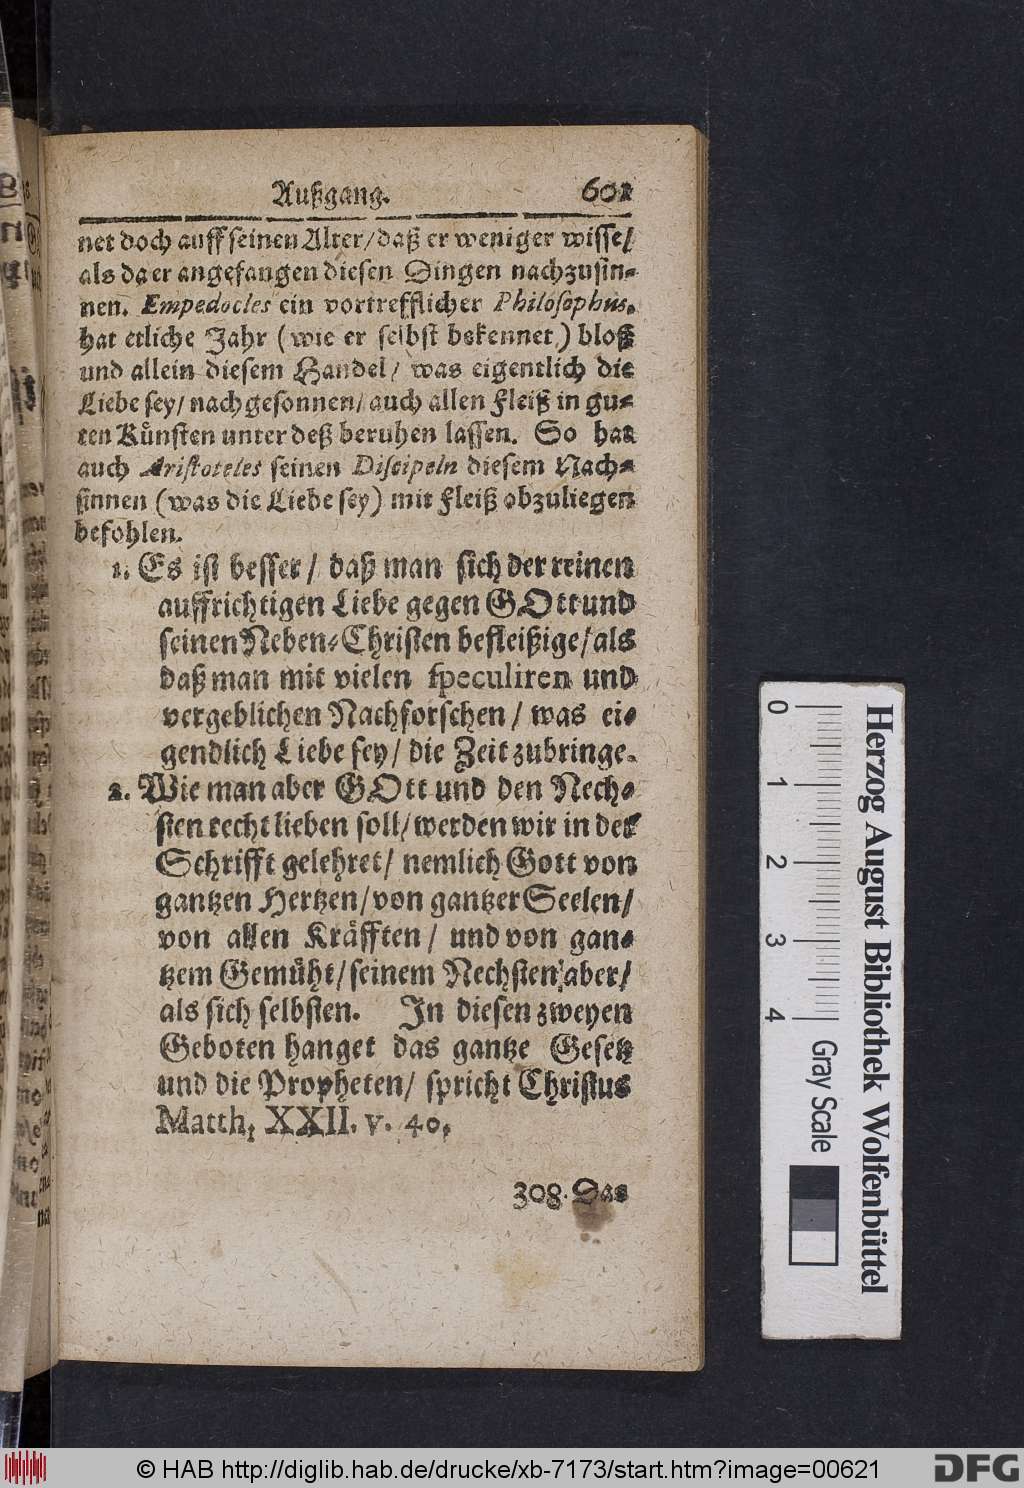 Außgang. 601
net doch auff seinen Alter/ daß er weniger wisse/
als da er angefangen diesen Dingen nachzusin-
nen. Empedocles ein vortrefflicher Philosophus,
hat etliche Jahr (wie er selbst bekennet) bloß
und allein diesem Handel/ was eigentlich die
Liebe sey/ nachgesonnen/ auch allen Fleiß in gu-
ten Künsten unter deß beruhen lassen. So hat
auch Aristoteles seinen Discipeln diesem Nach-
sinnen (was die Liebe sey) mit Fleiß obzuliegen
befohlen.
1. Es ist besser/ daß man sich der reinen
auffrichtigen Liebe gegen GOtt und
seinen Neben-Christen befleißige/ als
daß man mit vielen speculiren und
vergeblichen Nachforschen/ was ei-
gendlich Liebe sey/ die Zeit zubringe.
2. Wie man aber GOtt und den Nech-
sten recht lieben soll/ werden wir in der
Schrifft gelehret/ nemlich Gott von
gantzen Hertzen/ von gantzer Seelen/
von allen Kräfften/ und von gan-
tzem Gemüht/ seinem Nechsten aber/
als sich selbsten. In diesen zweyen
Geboten hanget das gantze Gesetz
und die Propheten/ spricht Christus
Matth, XXII. v. 40.
308. Das
0 1 2 3 4
Gray Scale
Herzog August Bibliothek Wolfenbüttel
© HAB http://diglib.hab.de/drucke/xb-7173/start.htm?image=00621
DFG